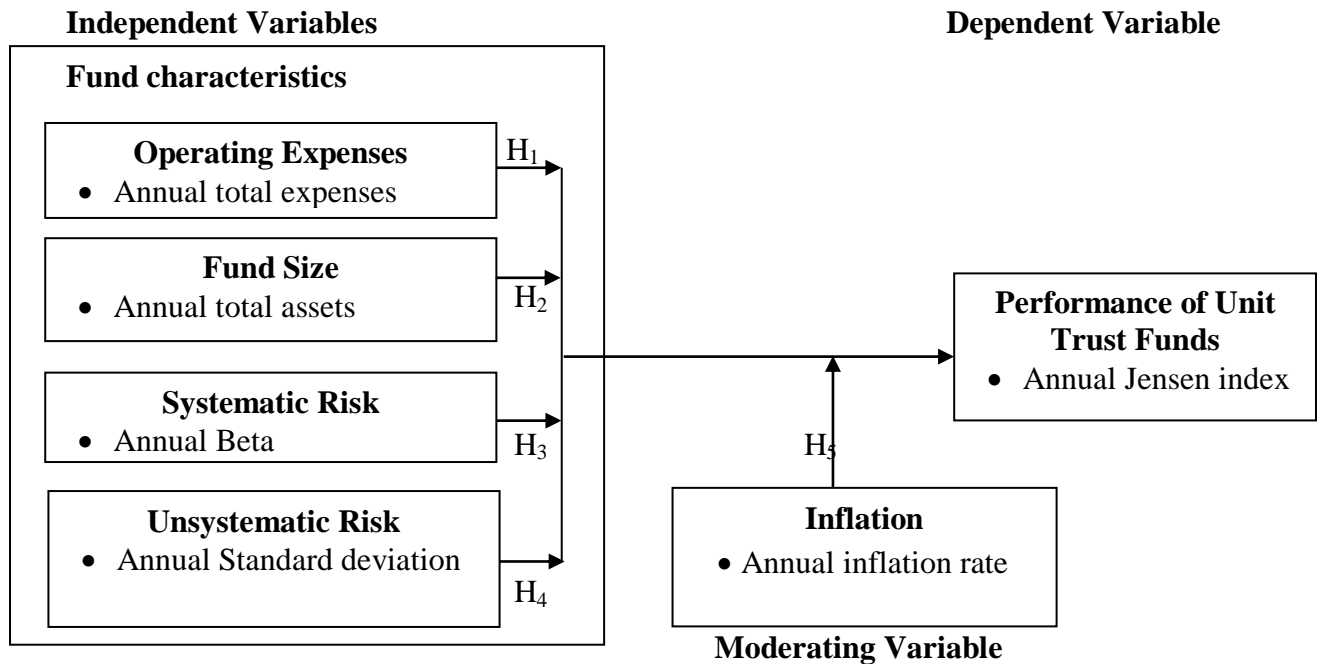 Independent Variables
Dependent Variable
Fund characteristics
Operating Expenses
• Annual total expenses
H₁
Fund Size
• Annual total assets
H₂
Systematic Risk
• Annual Beta
H₃
Unsystematic Risk
• Annual Standard deviation
H₄
Performance of Unit
Trust Funds
• Annual Jensen index
H₅
Inflation
• Annual inflation rate
Moderating Variable